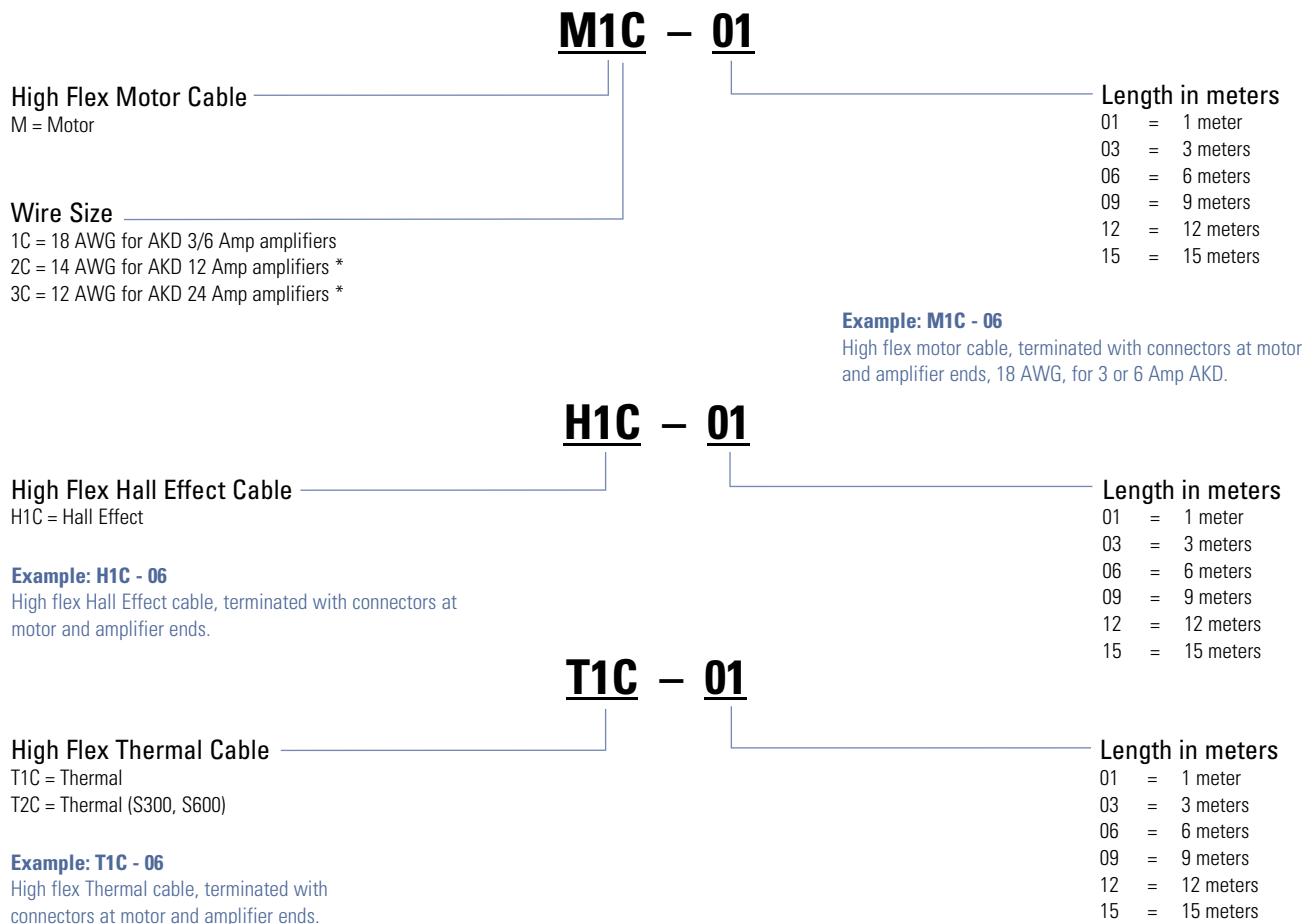 M1C – 01
High Flex Motor Cable
M = Motor
Wire Size
1C = 18 AWG for AKD 3/6 Amp amplifiers
2C = 14 AWG for AKD 12 Amp amplifiers *
3C = 12 AWG for AKD 24 Amp amplifiers *
Length in meters
01 = 1 meter
03 = 3 meters
06 = 6 meters
09 = 9 meters
12 = 12 meters
15 = 15 meters
Example: M1C - 06
High flex motor cable, terminated with connectors at motor
and amplifier ends, 18 AWG, for 3 or 6 Amp AKD.
H1C – 01
High Flex Hall Effect Cable
H1C = Hall Effect
Example: H1C - 06
High flex Hall Effect cable, terminated with connectors at
motor and amplifier ends.
Length in meters
01 = 1 meter
03 = 3 meters
06 = 6 meters
09 = 9 meters
12 = 12 meters
15 = 15 meters
T1C – 01
High Flex Thermal Cable
T1C = Thermal
T2C = Thermal (S300, S600)
Example: T1C - 06
High flex Thermal cable, terminated with
connectors at motor and amplifier ends.
Length in meters
01 = 1 meter
03 = 3 meters
06 = 6 meters
09 = 9 meters
12 = 12 meters
15 = 15 meters